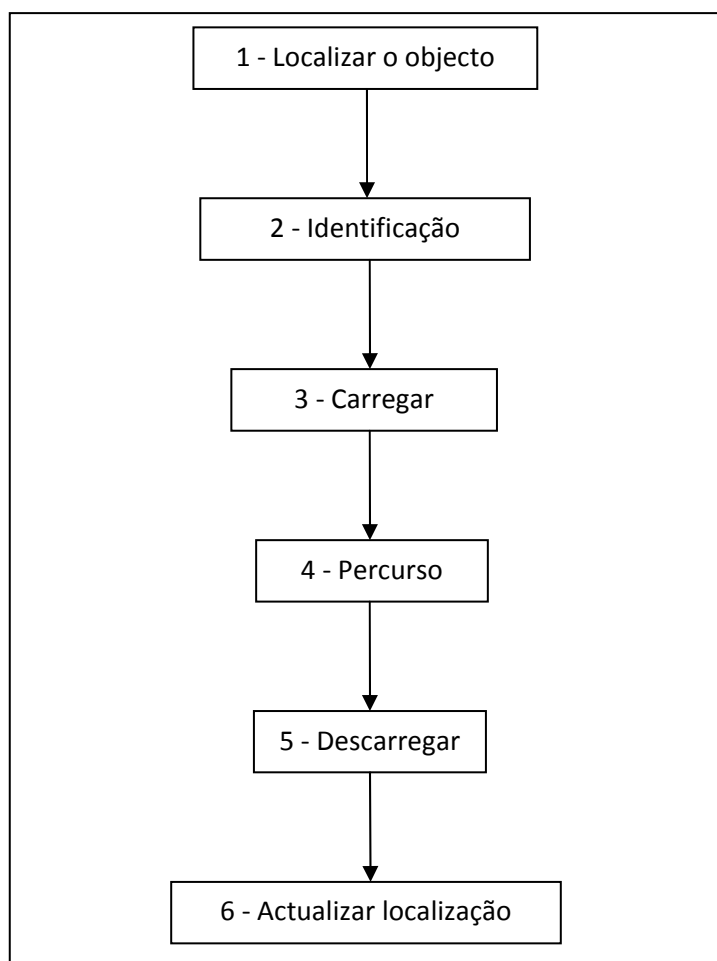 1 - Localizar o objecto
2 - Identificação
3 - Carregar
4 - Percurso
5 - Descarregar
6 - Actualizar localização